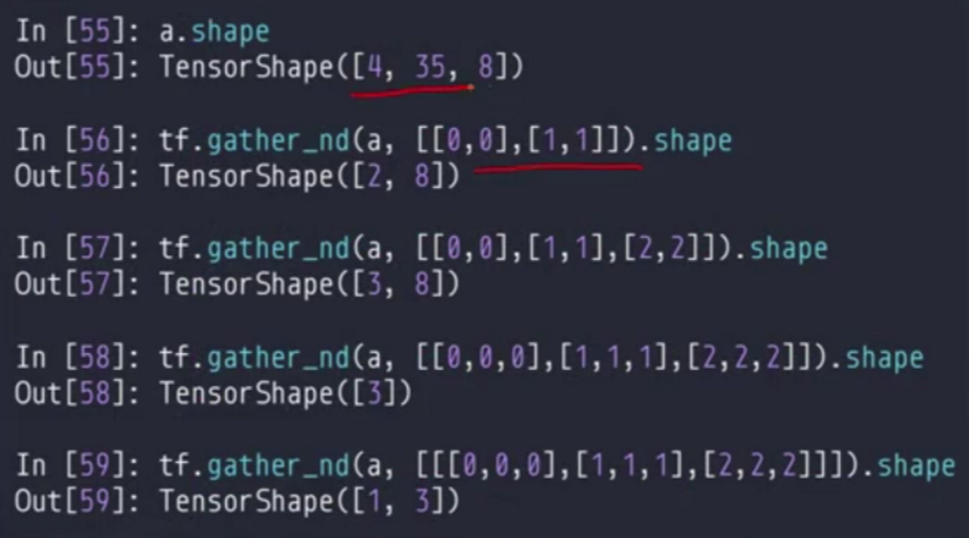 In [55]: a.shape
Out[55]: TensorShape([4, 35, 8])
In [56]: tf.gather_nd(a, [[0,0],[1,1]]).shape
Out[56]: TensorShape([2, 8])
In [57]: tf.gather_nd(a, [[0,0],[1,1],[2,2]]).shape
Out[57]: TensorShape([3, 8])
In [58]: tf.gather_nd(a, [[0,0,0],[1,1,1],[2,2,2]]).shape
Out[58]: TensorShape([3])
In [59]: tf.gather_nd(a, [[[0,0,0],[1,1,1],[2,2,2]]]).shape
Out[59]: TensorShape([1, 3])